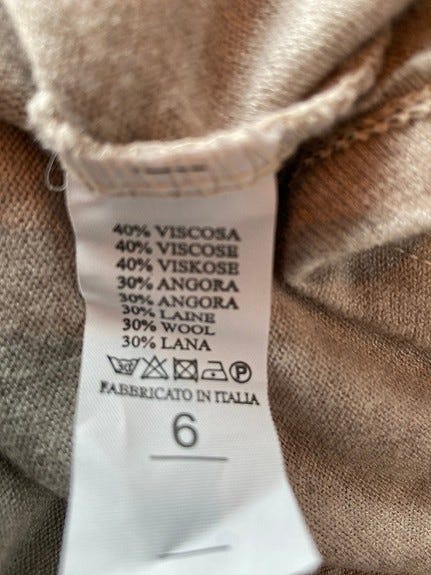 40% VISCOSA
40% VISCOSE
40% VISKOSE
30% ANGORA
30% ANGORA
30% LAINE
30% WOOL
30% LANA
P
FABBRICATO IN ITALIA
6